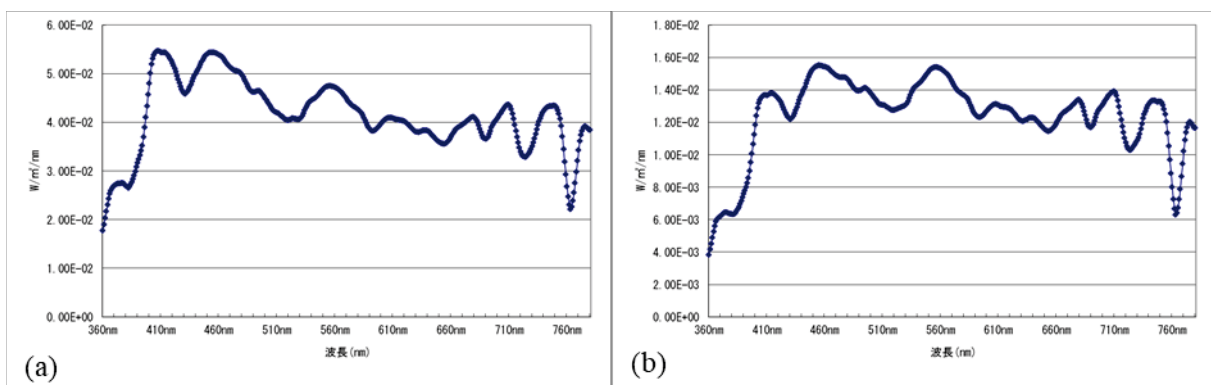 6.00E-02
5.00E-02
4.00E-02
3.00E-02
2.00E-02
1.00E-02
0.00E+00
W/㎡/nm
360nm 410nm 460nm 510nm 560nm 610nm 660nm 710nm 760nm
波長(nm)
(a)
1.80E-02
1.60E-02
1.40E-02
1.20E-02
1.00E-02
8.00E-03
6.00E-03
4.00E-03
2.00E-03
0.00E+00
W/㎡/nm
360nm 410nm 460nm 510nm 560nm 610nm 660nm 710nm 760nm
波長(nm)
(b)